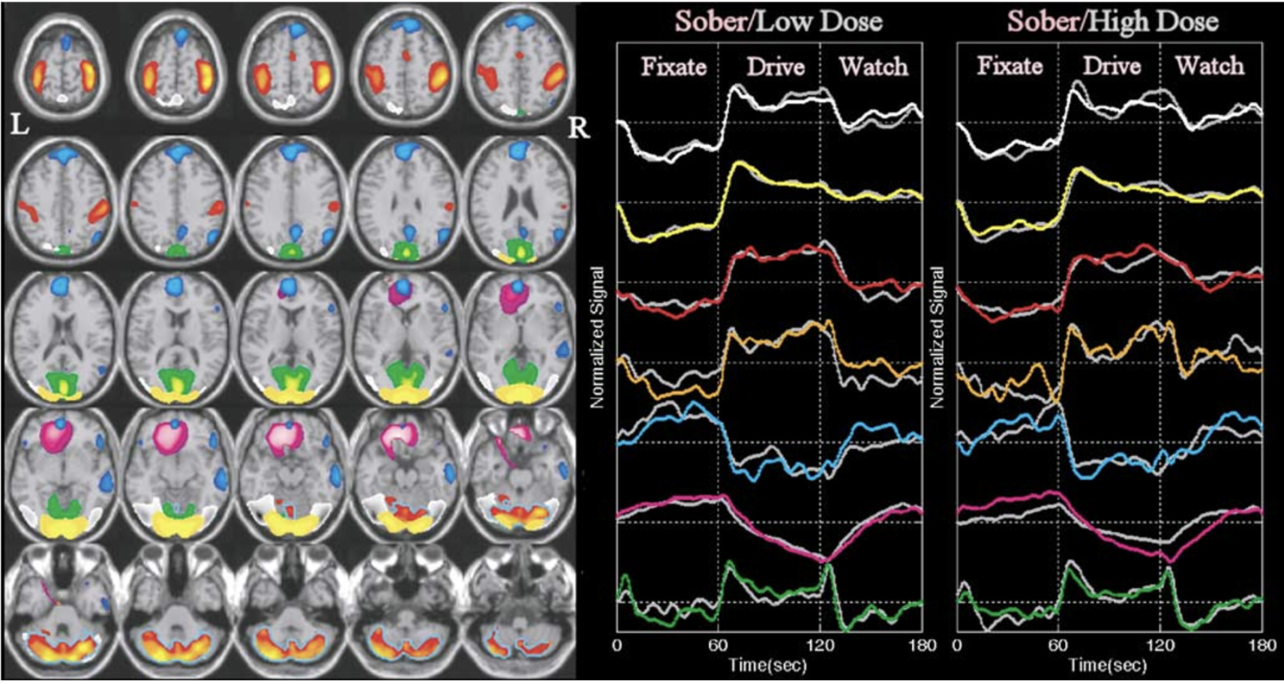 L
R
Sober/Low Dose
Fixate Drive Watch
Normalized Signal
0 60 120 180
Time(sec)
Sober/High Dose
Fixate Drive Watch
Normalized Signal
0 60 120 180
Time(sec)